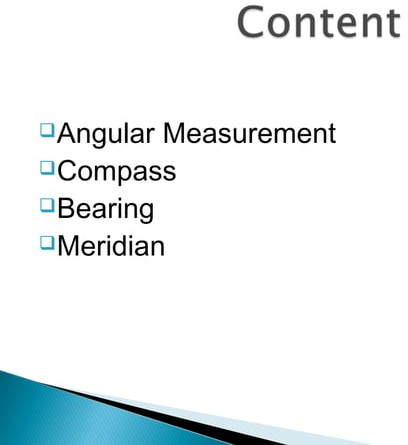 Content
Angular Measurement
Compass
Bearing
Meridian